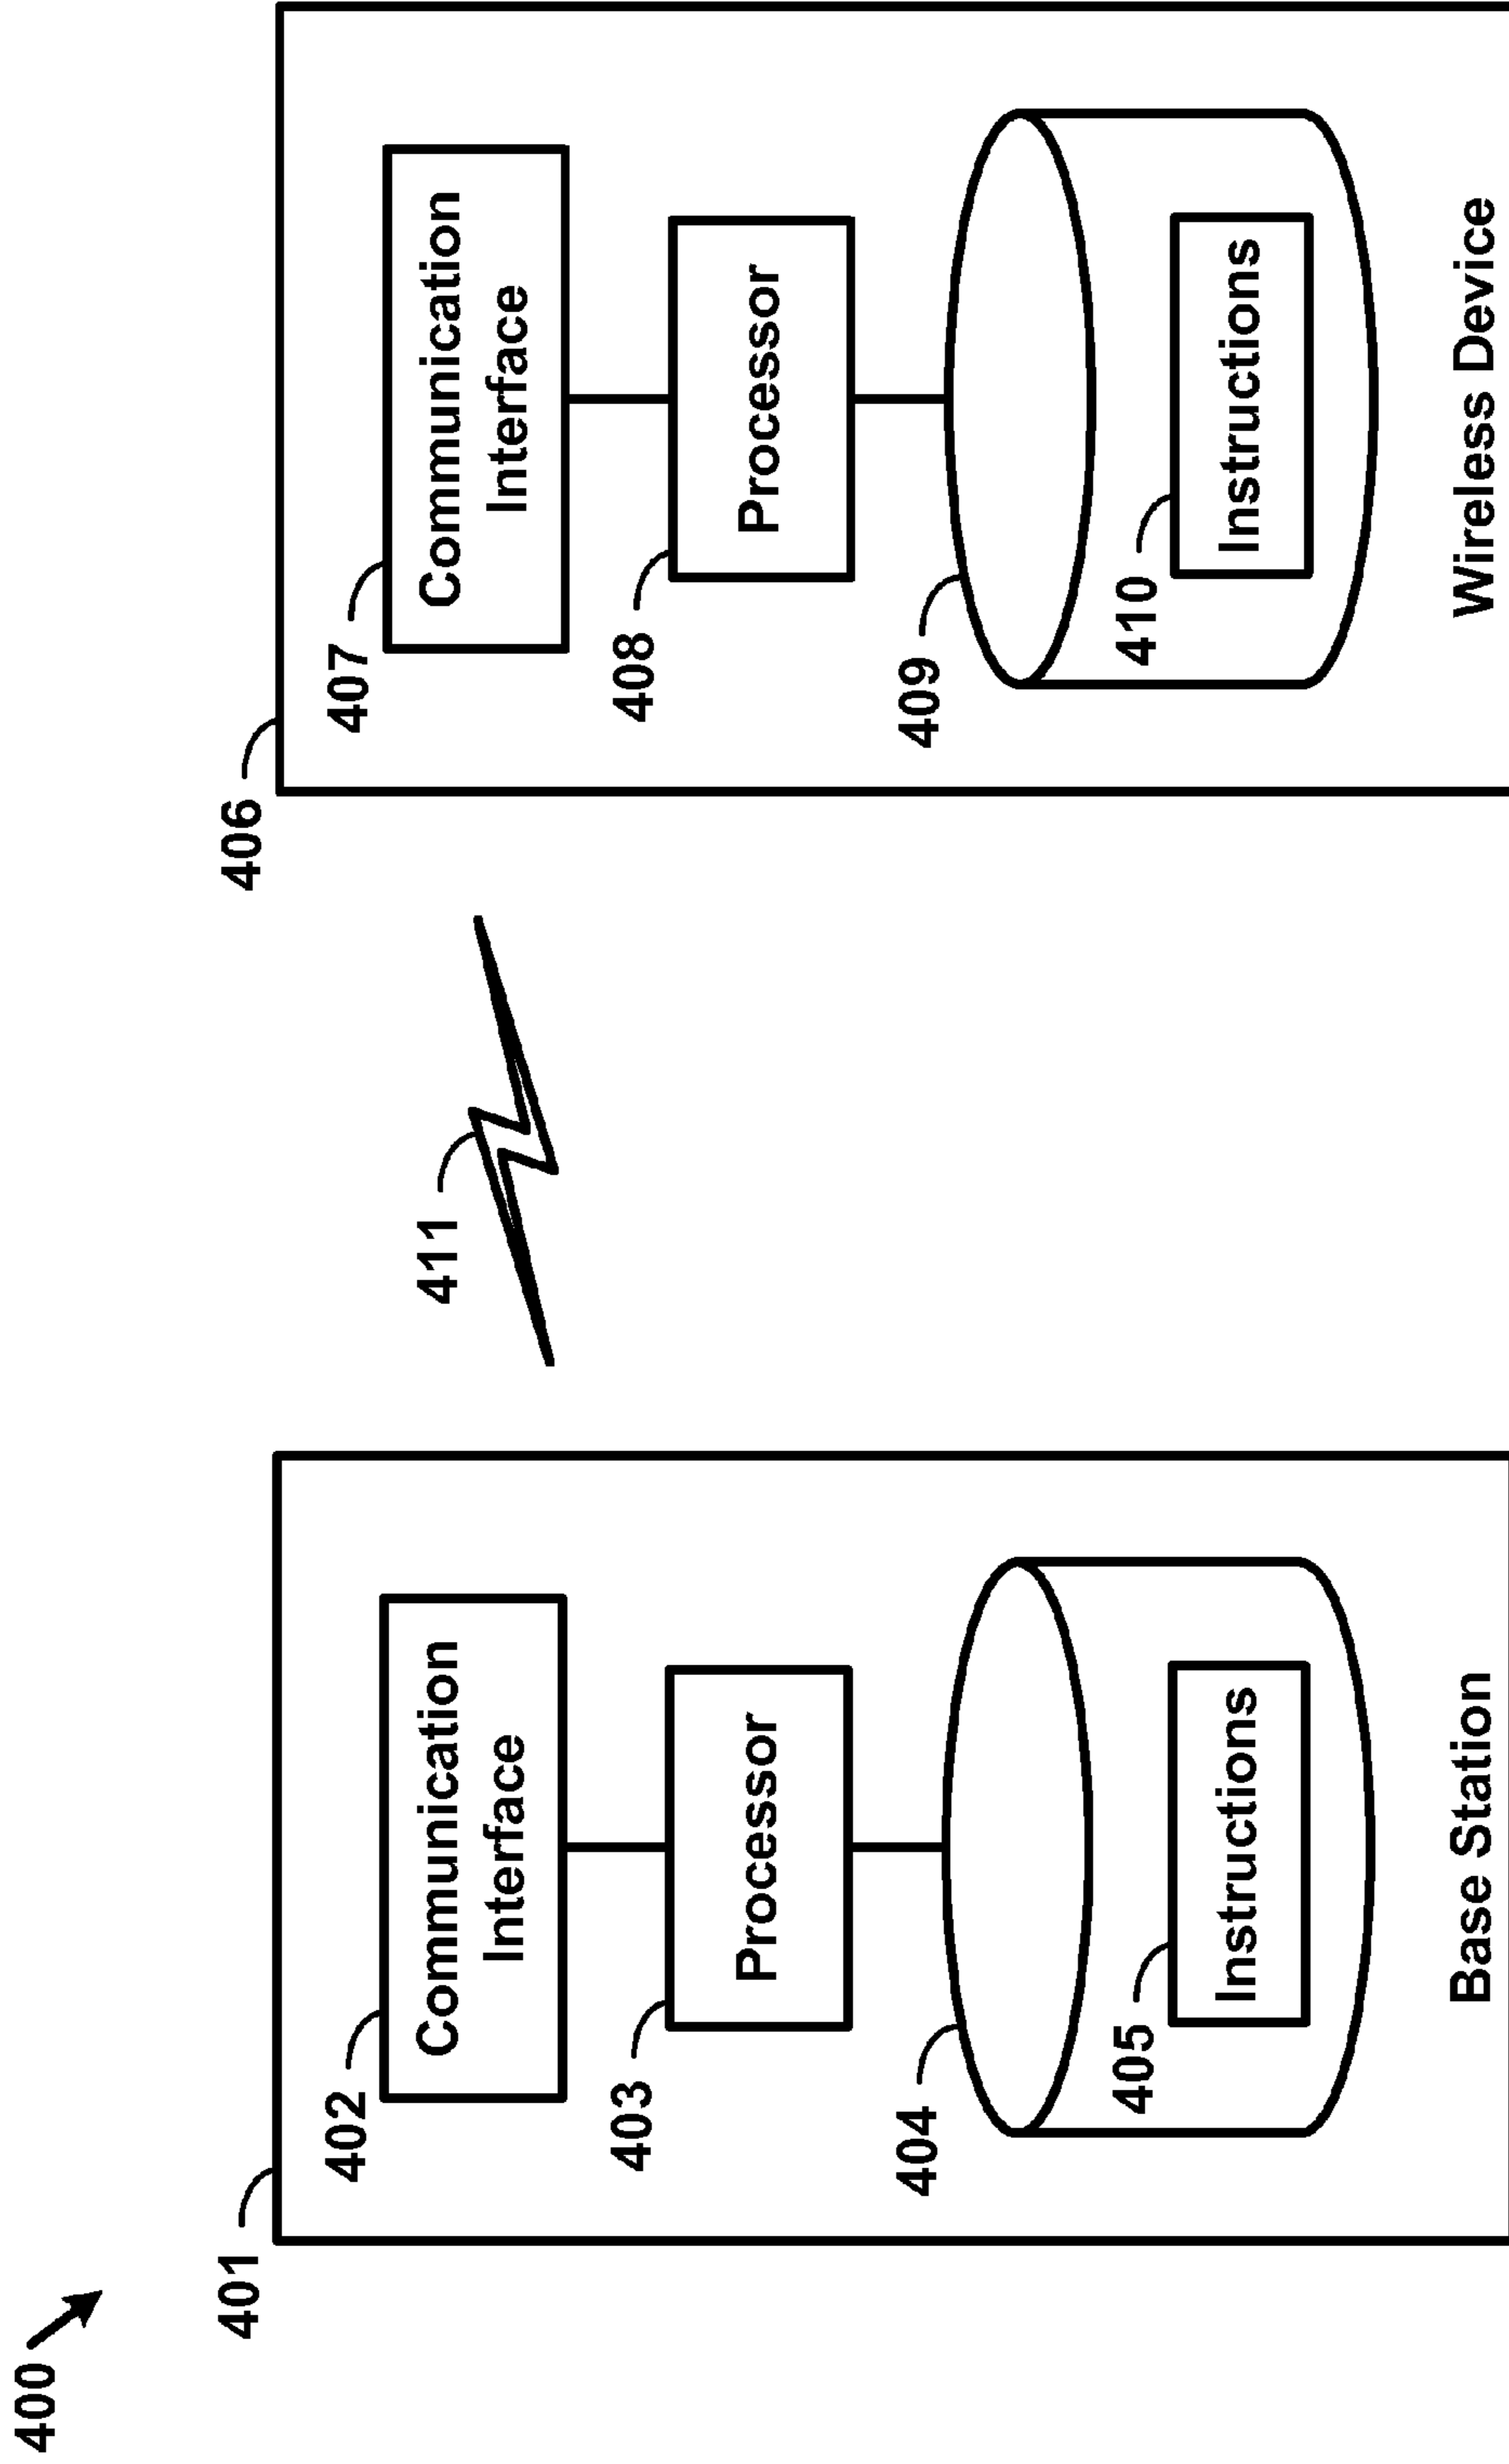 400
401
402
Communication
Interface
403
Processor
404
405
Instructions
Base Station
411
406
407
Communication
Interface
408
Processor
409
410
Instructions
Wireless Device